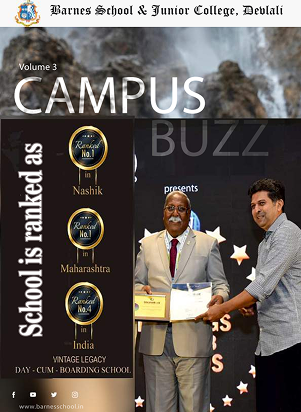 Barnes School & Junior College, Devlali
Volume 3
CAMPUS
BUZZ
School is ranked as
Ranked
No.1
in
Nashik
Ranked
No.1
in
Maharashtra
Ranked
No.4
in
India
VINTAGE LEGACY
DAY - CUM - BOARDING SCHOOL
www.barnesschool.in
presents